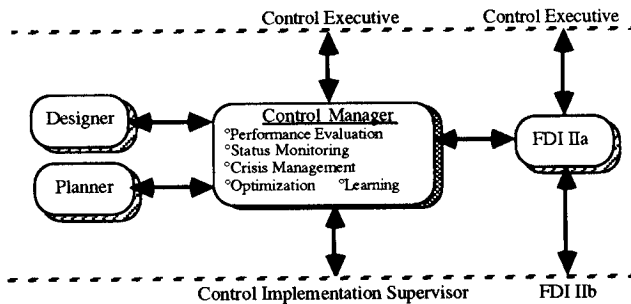 Control Executive
Control Executive
Designer
Planner
Control Manager
°Performance Evaluation
°Status Monitoring
°Crisis Management
°Optimization °Learning
FDI IIa
Control Implementation Supervisor
FDI IIb